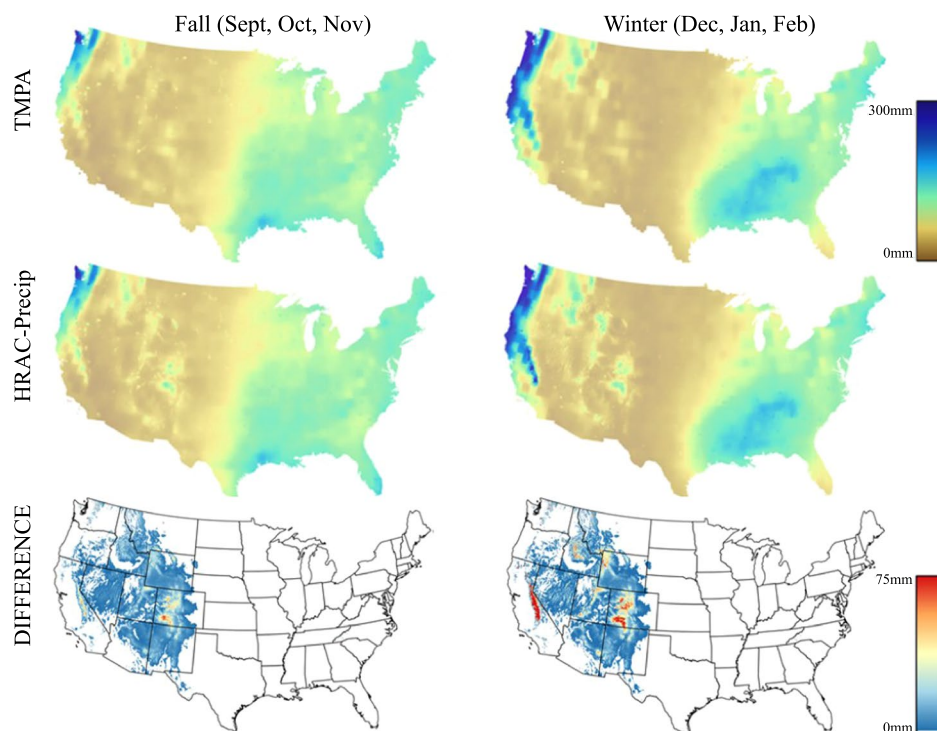 Fall (Sept, Oct, Nov)
Winter (Dec, Jan, Feb)
TMPA
300mm
0mm
HRAC-Precip
DIFFERENCE
75mm
0mm